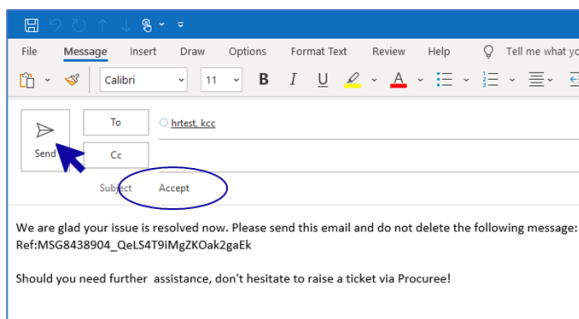 File Message Insert Draw Options Format Text Review Help Tell me what yo
Calibri 11 B I U A
To hrtest, kcc
Send
Cc
Subject Accept
We are glad your issue is resolved now. Please send this email and do not delete the following message:
Ref:MSG8438904_QeLS4T9iMgZKOak2gaEk
Should you need further  assistance, don't hesitate to raise a ticket via Procuree!